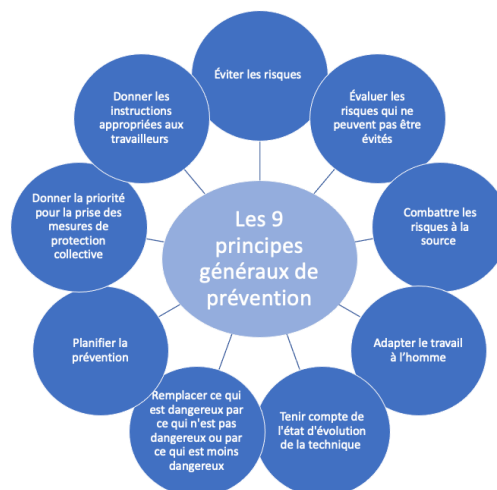 Les 9
principes
généraux de
prévention
Éviter les risques
Évaluer les
risques qui ne
peuvent pas être
évités
Combattre les
risques à la
source
Adapter le travail
à l'homme
Tenir compte de
l'état d'évolution
de la technique
Remplacer ce qui
est dangereux par
ce qui n'est pas
dangereux ou par
ce qui est moins
dangereux
Planifier la
prévention
Donner la priorité
pour la prise des
mesures de
protection
collective
Donner les
instructions
appropriées aux
travailleurs